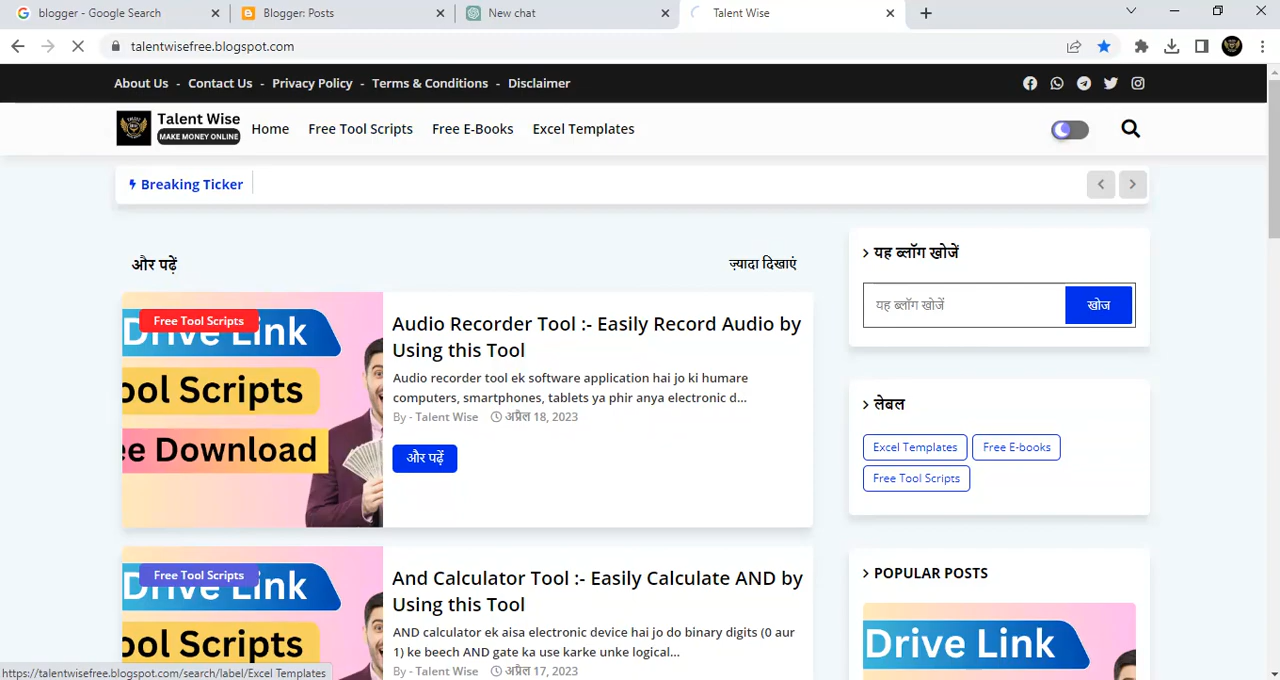 blogger - Google Search
Blogger: Posts
New chat
Talent Wise
talentwisefree.blogspot.com
About Us - Contact Us - Privacy Policy - Terms & Conditions - Disclaimer
Talent Wise
MAKE MONEY ONLINE
Home
Free Tool Scripts
Free E-Books
Excel Templates
Breaking Ticker
और पढ़ें
ज़्यादा दिखाएं
Free Tool Scripts
Drive Link
ool Scripts
ee Download
Audio Recorder Tool :- Easily Record Audio by
Using this Tool
Audio recorder tool ek software application hai jo ki humare
computers, smartphones, tablets ya phir anya electronic d...
By - Talent Wise अप्रैल 18, 2023
और पढ़ें
Free Tool Scripts
Drive Link
ool Scripts
And Calculator Tool :- Easily Calculate AND by
Using this Tool
AND calculator ek aisa electronic device hai jo do binary digits (0 aur
1) ke beech AND gate ka use karke unke logical...
By - Talent Wise अप्रैल 17, 2023
यह ब्लॉग खोजें
यह ब्लॉग खोजें
खोज
लेबल
Excel Templates
Free E-books
Free Tool Scripts
POPULAR POSTS
Drive Link
https://talentwisefree.blogspot.com/search/label/Excel Templates